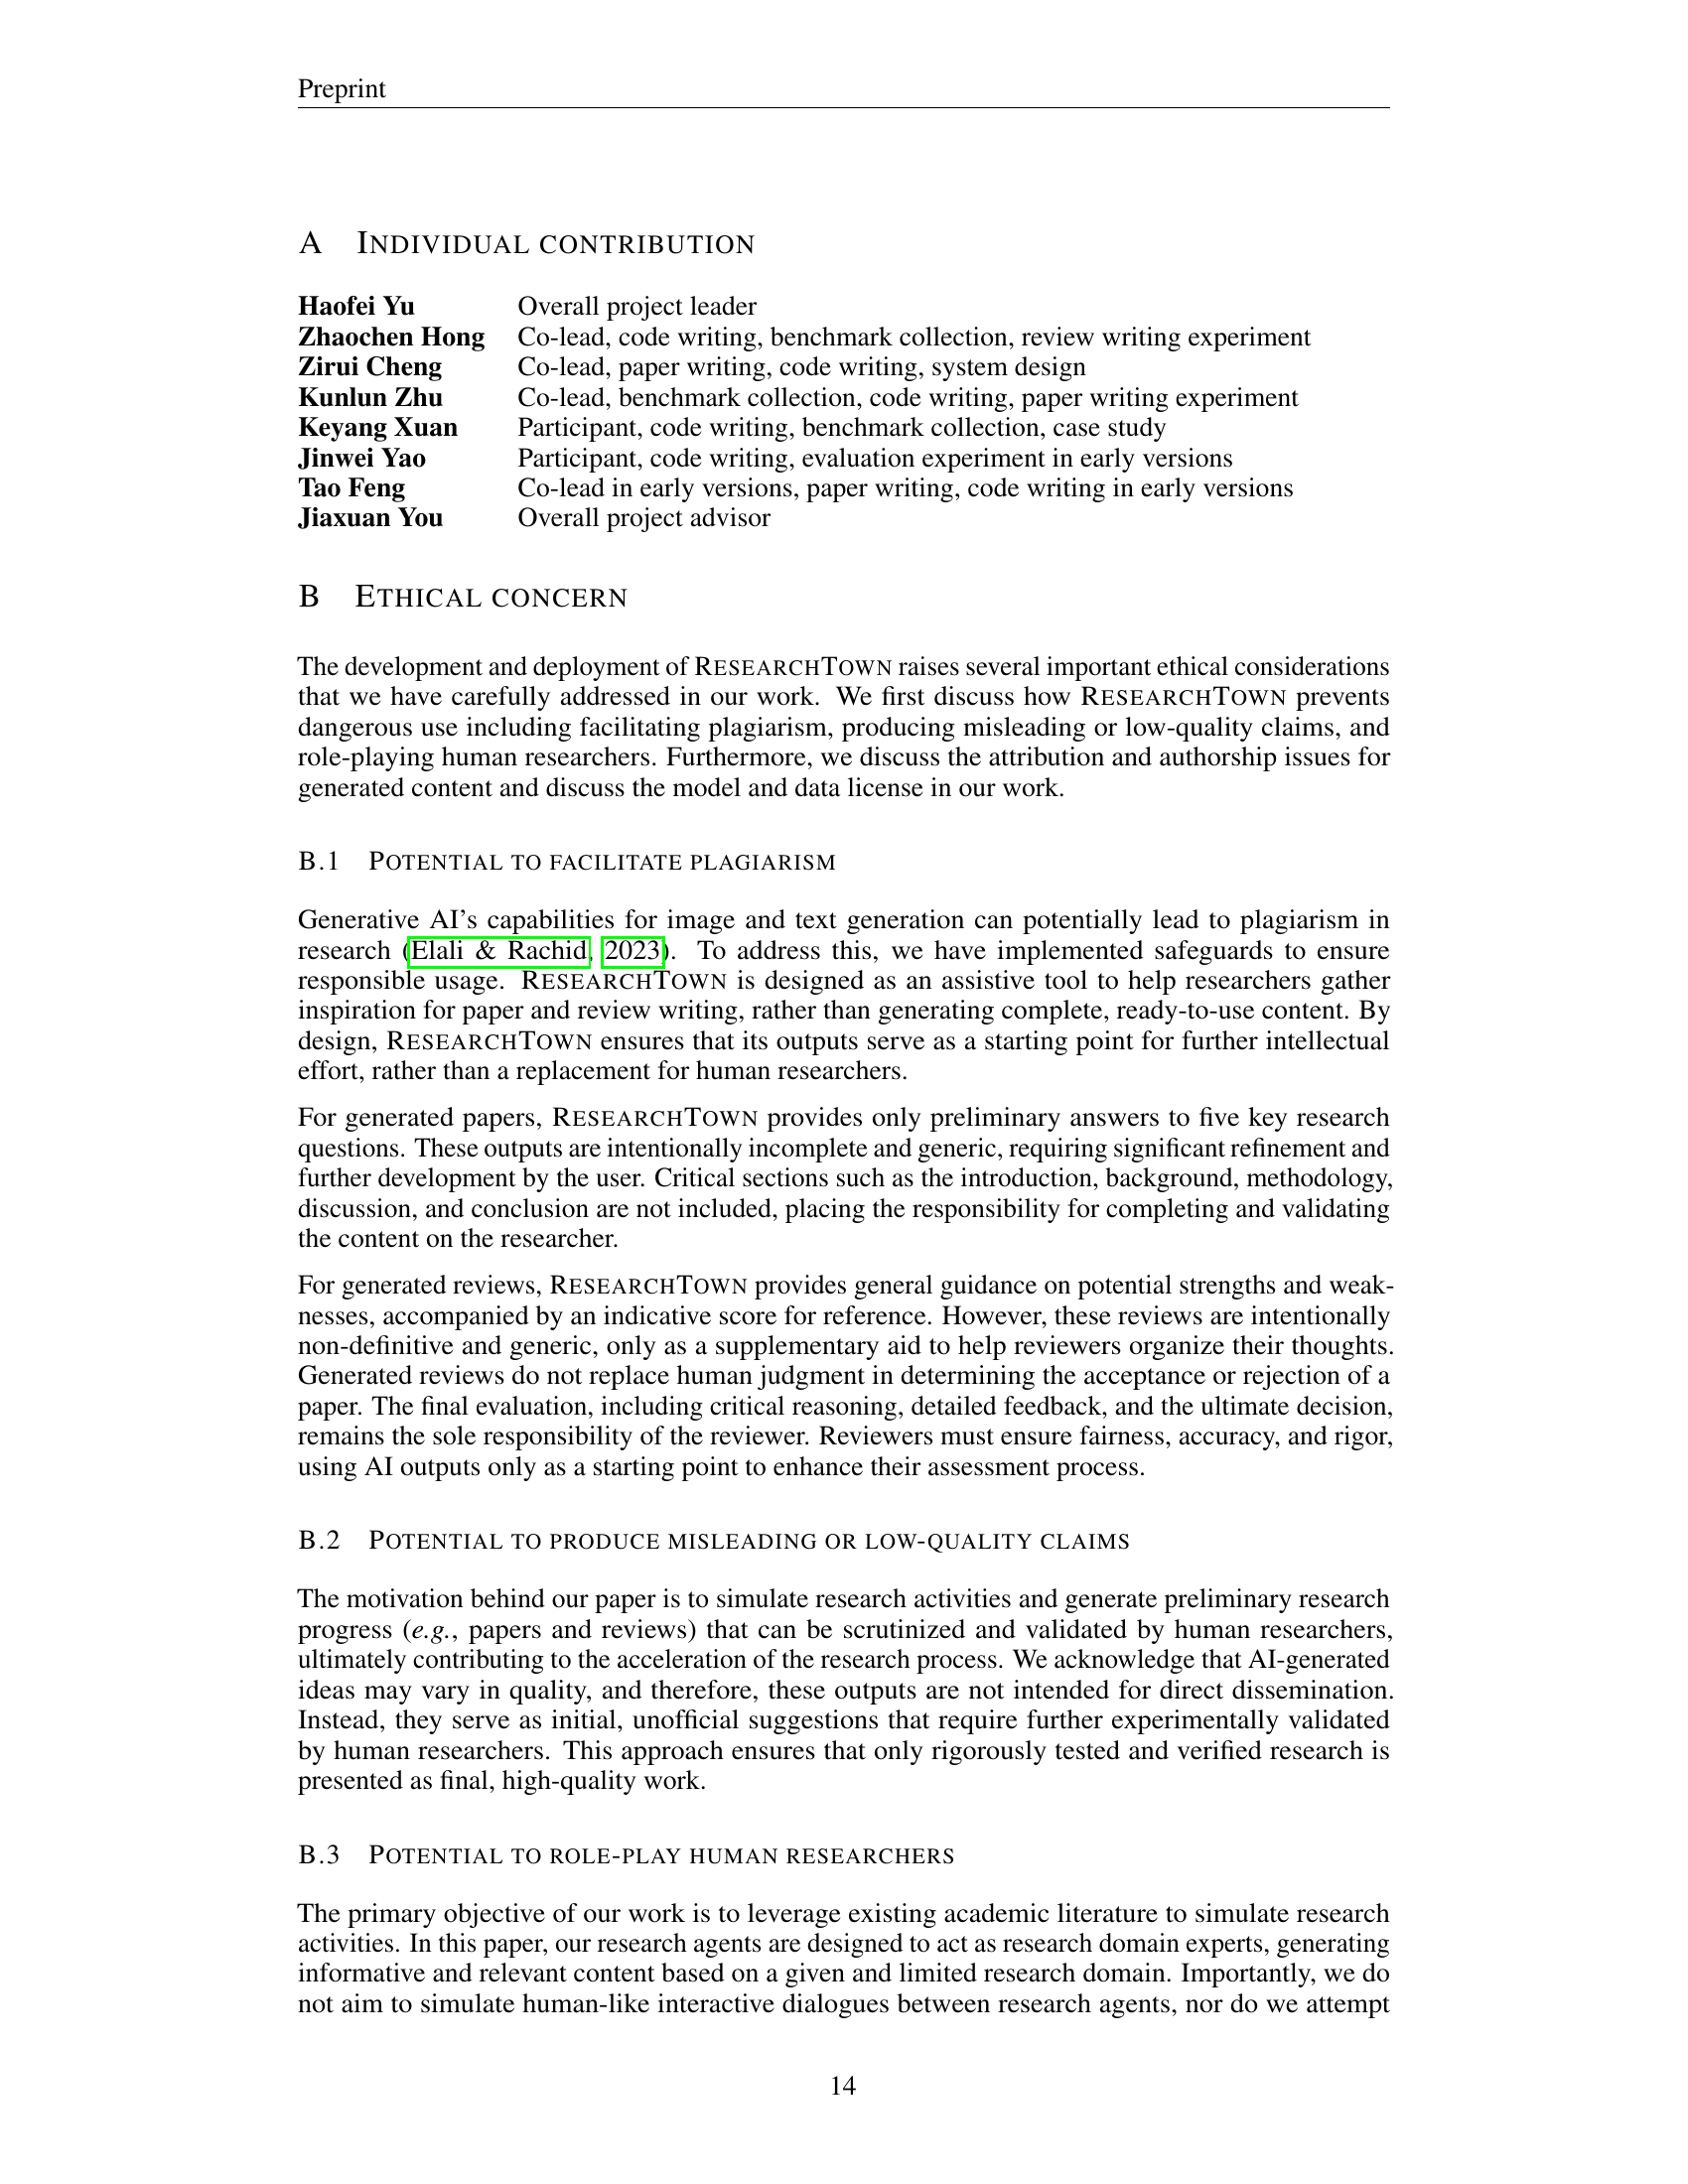 Preprint
A INDIVIDUAL CONTRIBUTION
Haofei Yu Overall project leader
Zhaochen Hong Co-lead, code writing, benchmark collection, review writing experiment
Zirui Cheng Co-lead, paper writing, code writing, system design
Kunlun Zhu Co-lead, benchmark collection, code writing, paper writing experiment
Keyang Xuan Participant, code writing, benchmark collection, case study
Jinwei Yao Participant, code writing, evaluation experiment in early versions
Tao Feng Co-lead in early versions, paper writing, code writing in early versions
Jiaxuan You Overall project advisor
B ETHICAL CONCERN
The development and deployment of RESEARCHTOWN raises several important ethical considerations
that we have carefully addressed in our work. We first discuss how RESEARCHTOWN prevents
dangerous use including facilitating plagiarism, producing misleading or low-quality claims, and
role-playing human researchers. Furthermore, we discuss the attribution and authorship issues for
generated content and discuss the model and data license in our work.
B.1 POTENTIAL TO FACILITATE PLAGIARISM
Generative AI's capabilities for image and text generation can potentially lead to plagiarism in
research (Elali & Rachid, 2023). To address this, we have implemented safeguards to ensure
responsible usage. RESEARCHTOWN is designed as an assistive tool to help researchers gather
inspiration for paper and review writing, rather than generating complete, ready-to-use content. By
design, RESEARCHTOWN ensures that its outputs serve as a starting point for further intellectual
effort, rather than a replacement for human researchers.
For generated papers, RESEARCHTOWN provides only preliminary answers to five key research
questions. These outputs are intentionally incomplete and generic, requiring significant refinement and
further development by the user. Critical sections such as the introduction, background, methodology,
discussion, and conclusion are not included, placing the responsibility for completing and validating
the content on the researcher.
For generated reviews, RESEARCHTOWN provides general guidance on potential strengths and weak-
nesses, accompanied by an indicative score for reference. However, these reviews are intentionally
non-definitive and generic, only as a supplementary aid to help reviewers organize their thoughts.
Generated reviews do not replace human judgment in determining the acceptance or rejection of a
paper. The final evaluation, including critical reasoning, detailed feedback, and the ultimate decision,
remains the sole responsibility of the reviewer. Reviewers must ensure fairness, accuracy, and rigor,
using AI outputs only as a starting point to enhance their assessment process.
B.2 POTENTIAL TO PRODUCE MISLEADING OR LOW-QUALITY CLAIMS
The motivation behind our paper is to simulate research activities and generate preliminary research
progress (e.g., papers and reviews) that can be scrutinized and validated by human researchers,
ultimately contributing to the acceleration of the research process. We acknowledge that AI-generated
ideas may vary in quality, and therefore, these outputs are not intended for direct dissemination.
Instead, they serve as initial, unofficial suggestions that require further experimentally validated
by human researchers. This approach ensures that only rigorously tested and verified research is
presented as final, high-quality work.
B.3 POTENTIAL TO ROLE-PLAY HUMAN RESEARCHERS
The primary objective of our work is to leverage existing academic literature to simulate research
activities. In this paper, our research agents are designed to act as research domain experts, generating
informative and relevant content based on a given and limited research domain. Importantly, we do
not aim to simulate human-like interactive dialogues between research agents, nor do we attempt
14